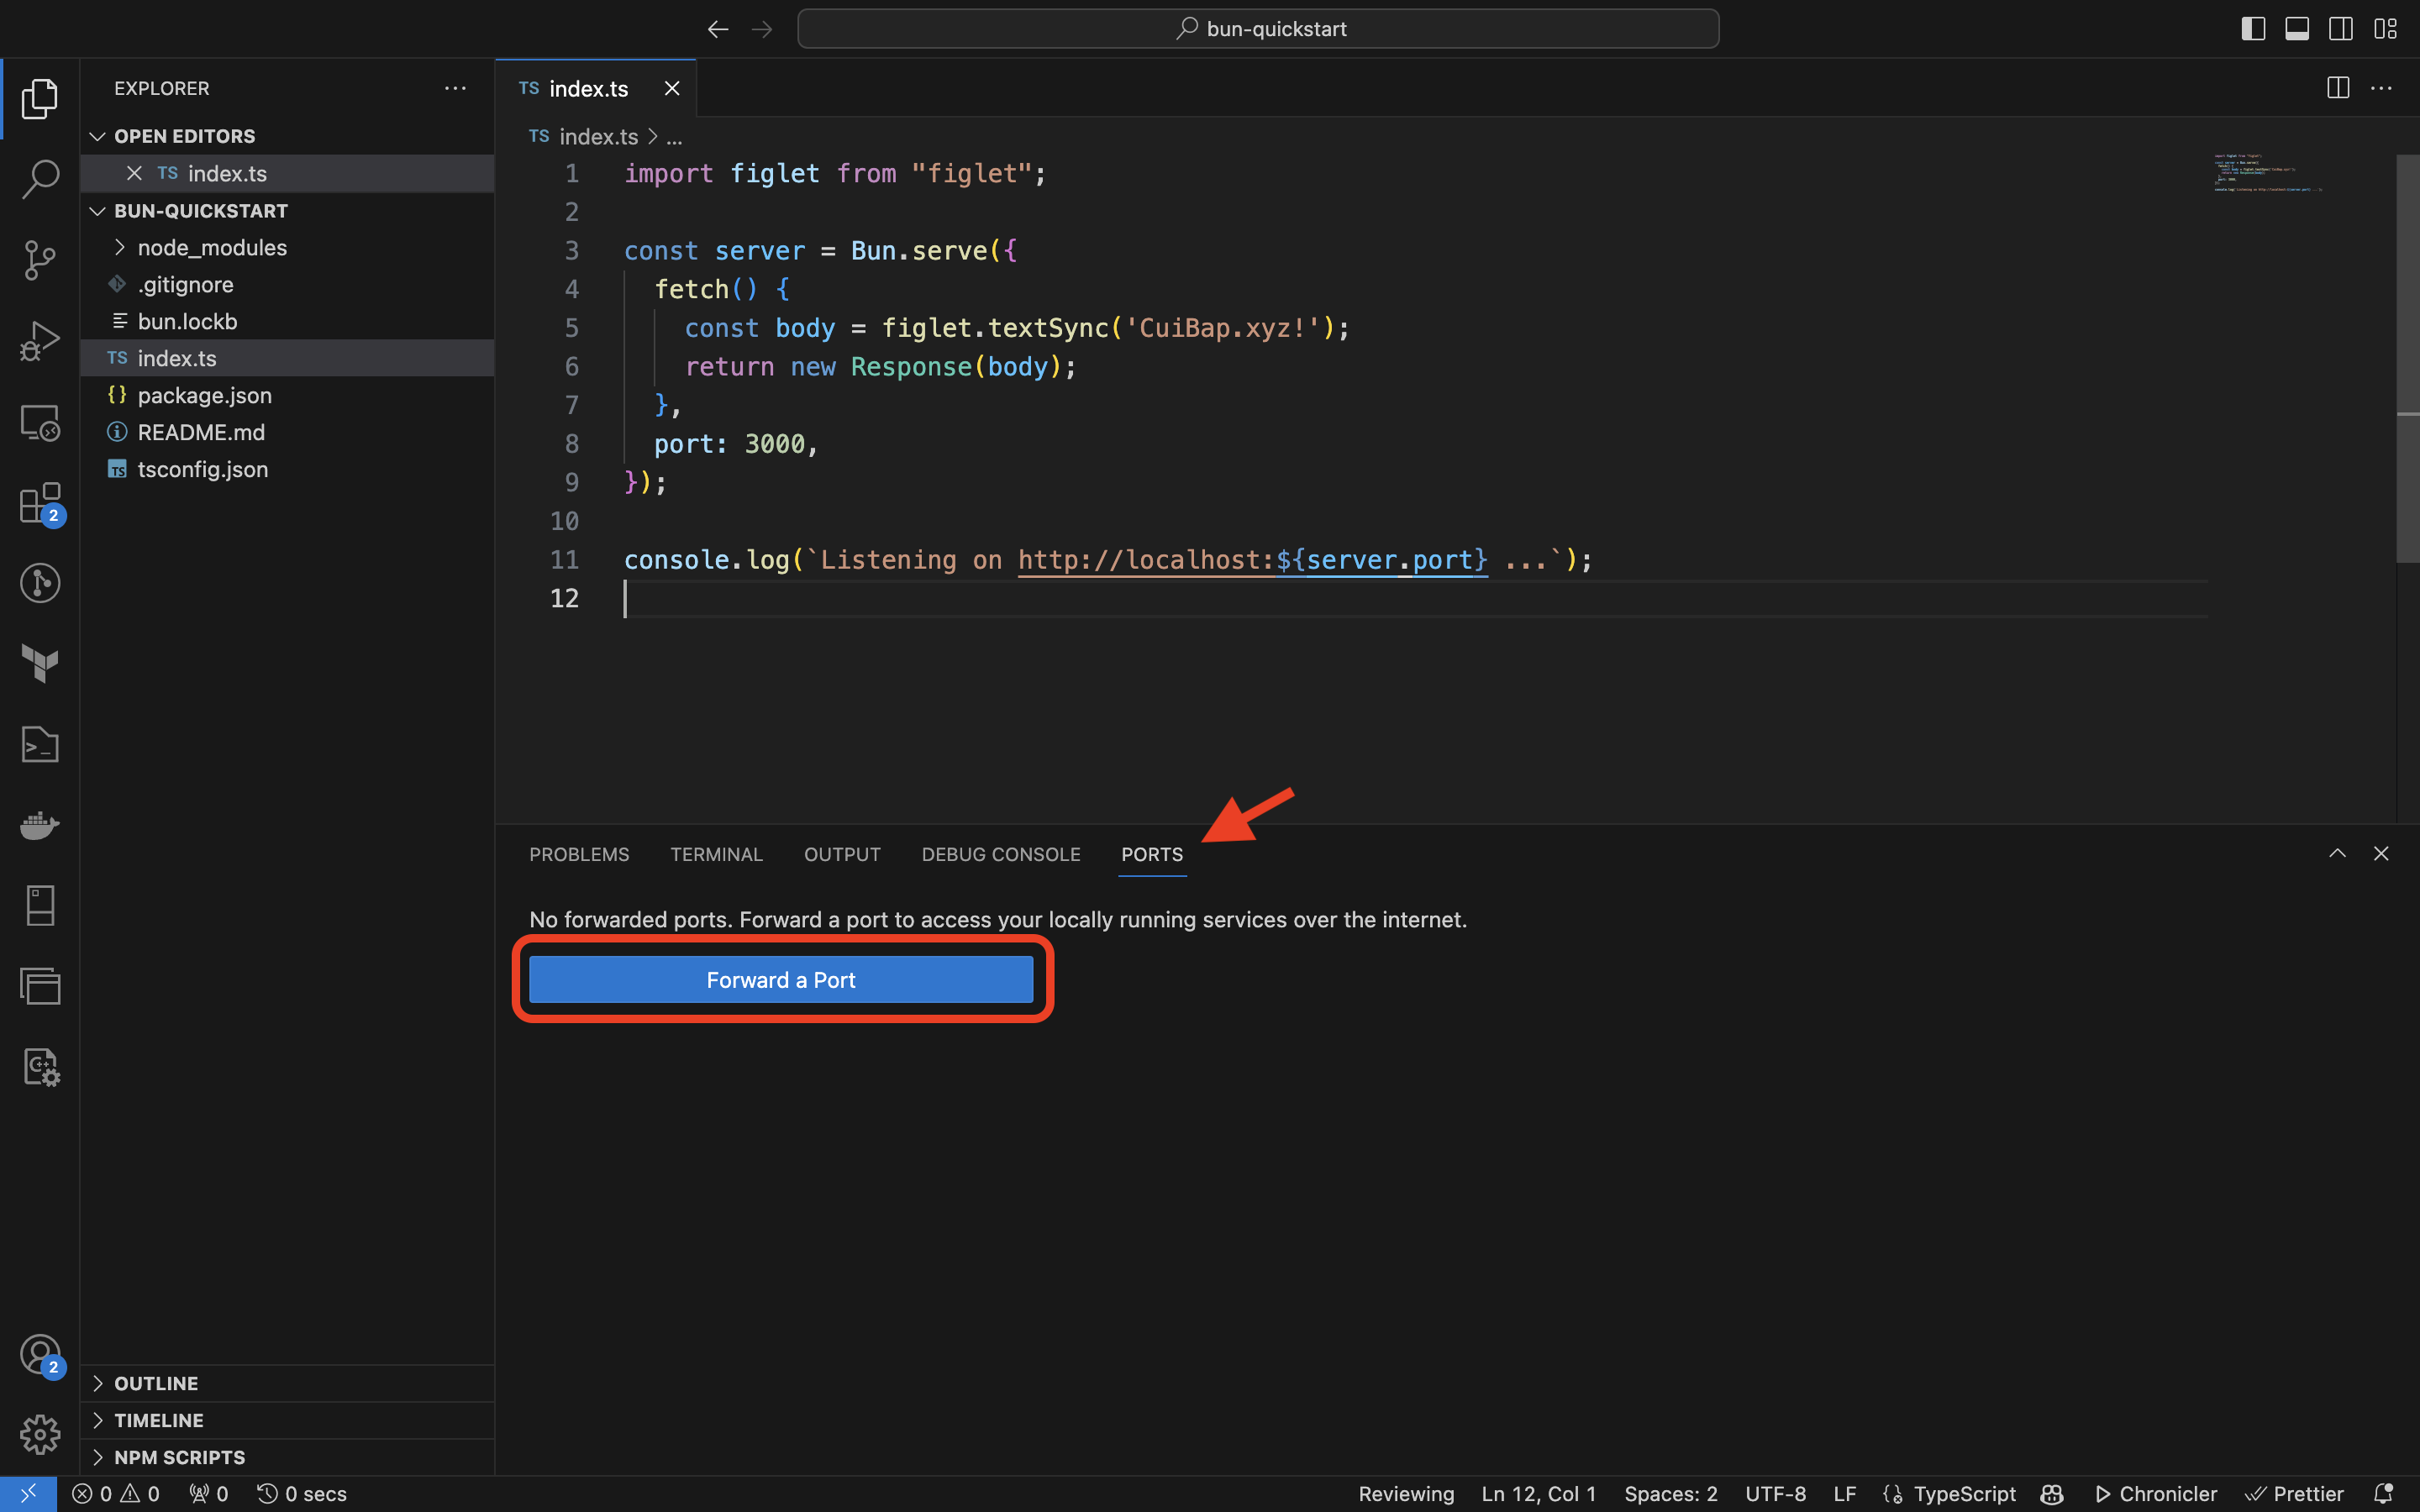 bun-quickstart
EXPLORER
OPEN EDITORS
TS index.ts
BUN-QUICKSTART
node_modules
.gitignore
bun.lockb
TS index.ts
{} package.json
README.md
TS tsconfig.json
OUTLINE
TIMELINE
NPM SCRIPTS
2
2
TS index.ts
TS index.ts > ...
1 import figlet from "figlet";
2
3 const server = Bun.serve({
4 fetch() {
5 const body = figlet.textSync('CuiBap.xyz!');
6 return new Response(body);
7 },
8 port: 3000,
9 });
10
11 console.log(`Listening on http://localhost:${server.port} ...`);
12
PROBLEMS TERMINAL OUTPUT DEBUG CONSOLE PORTS
No forwarded ports. Forward a port to access your locally running services over the internet.
Forward a Port
0 0 0 0 secs Reviewing Ln 12, Col 1 Spaces: 2 UTF-8 LF TypeScript Chronicler Prettier